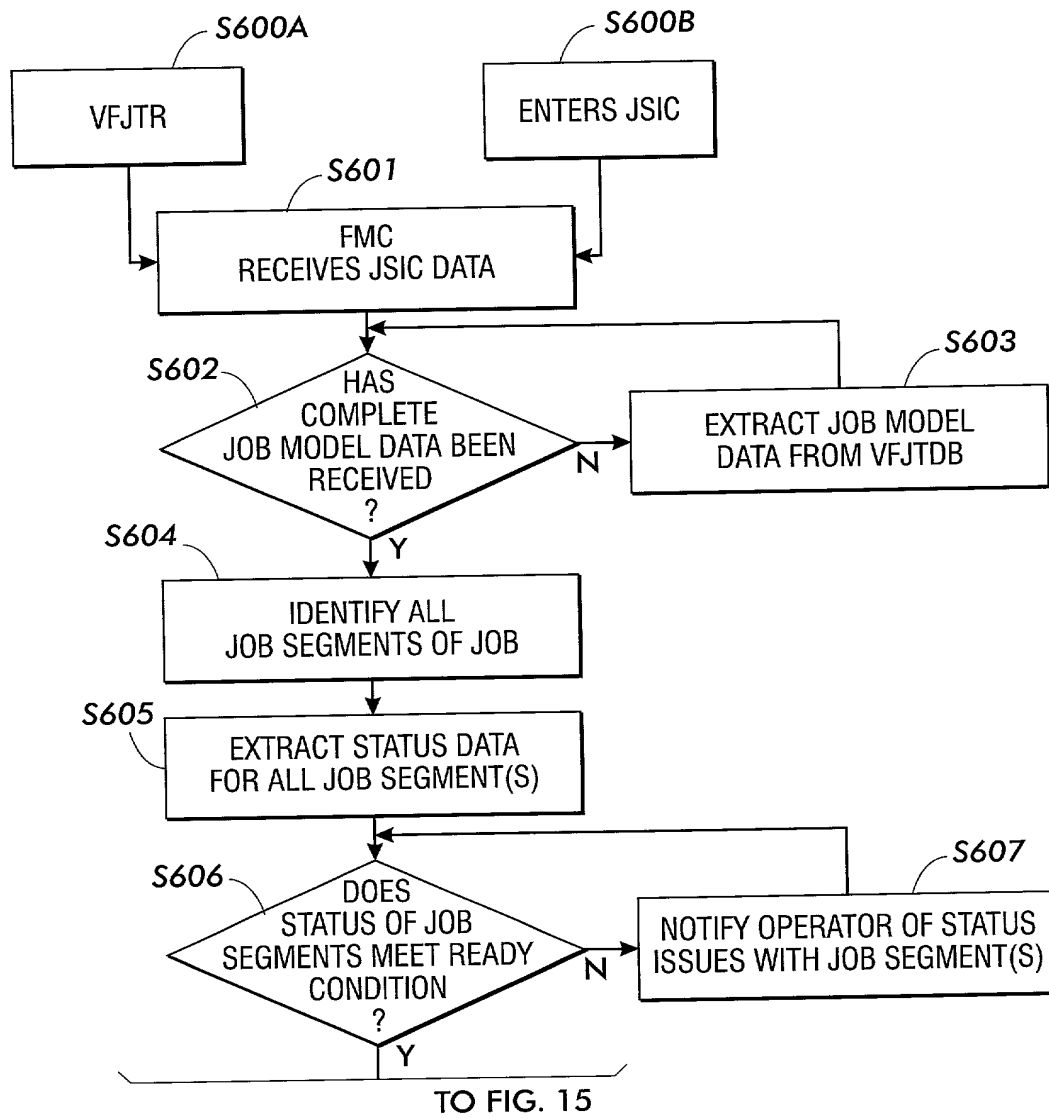 S600A
VFJTR
S600B
ENTERS JSIC
S601
FMC
RECEIVES JSIC DATA
S602
HAS
COMPLETE
JOB MODEL DATA BEEN
RECEIVED
?
N
Y
S603
EXTRACT JOB MODEL
DATA FROM VFJTDB
S604
IDENTIFY ALL
JOB SEGMENTS OF JOB
S605
EXTRACT STATUS DATA
FOR ALL JOB SEGMENT(S)
S606
DOES
STATUS OF JOB
SEGMENTS MEET READY
CONDITION
?
N
Y
S607
NOTIFY OPERATOR OF STATUS
ISSUES WITH JOB SEGMENT(S)
TO FIG. 15